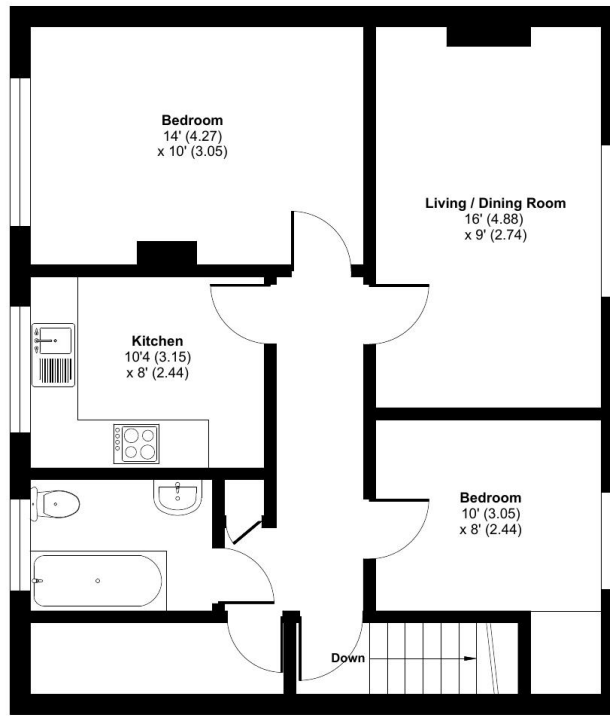 Bedroom
14' (4.27)
x 10' (3.05)
Living / Dining Room
16' (4.88)
x 9' (2.74)
Kitchen
10'4 (3.15)
x 8' (2.44)
Bedroom
10' (3.05)
x 8' (2.44)
Down